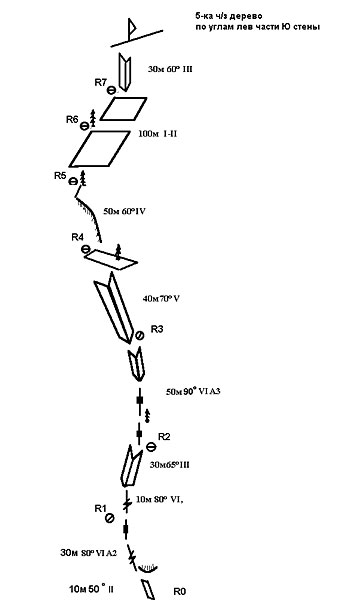 5-ка ч/з дерево
по углам лев части Ю стены
30м 60° III
R7
R6
100м I-II
R5
50м 60° IV
R4
40м 70° V
R3
50м 90° VI A3
R2
30м 65° III
10м 80° VI,
R1
30м 80° VI A2
10м 50° II R0